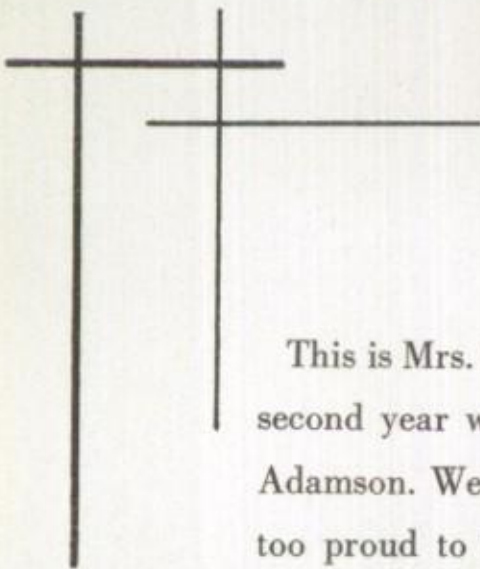 This is Mrs.
second year
Adamson. We
too proud to